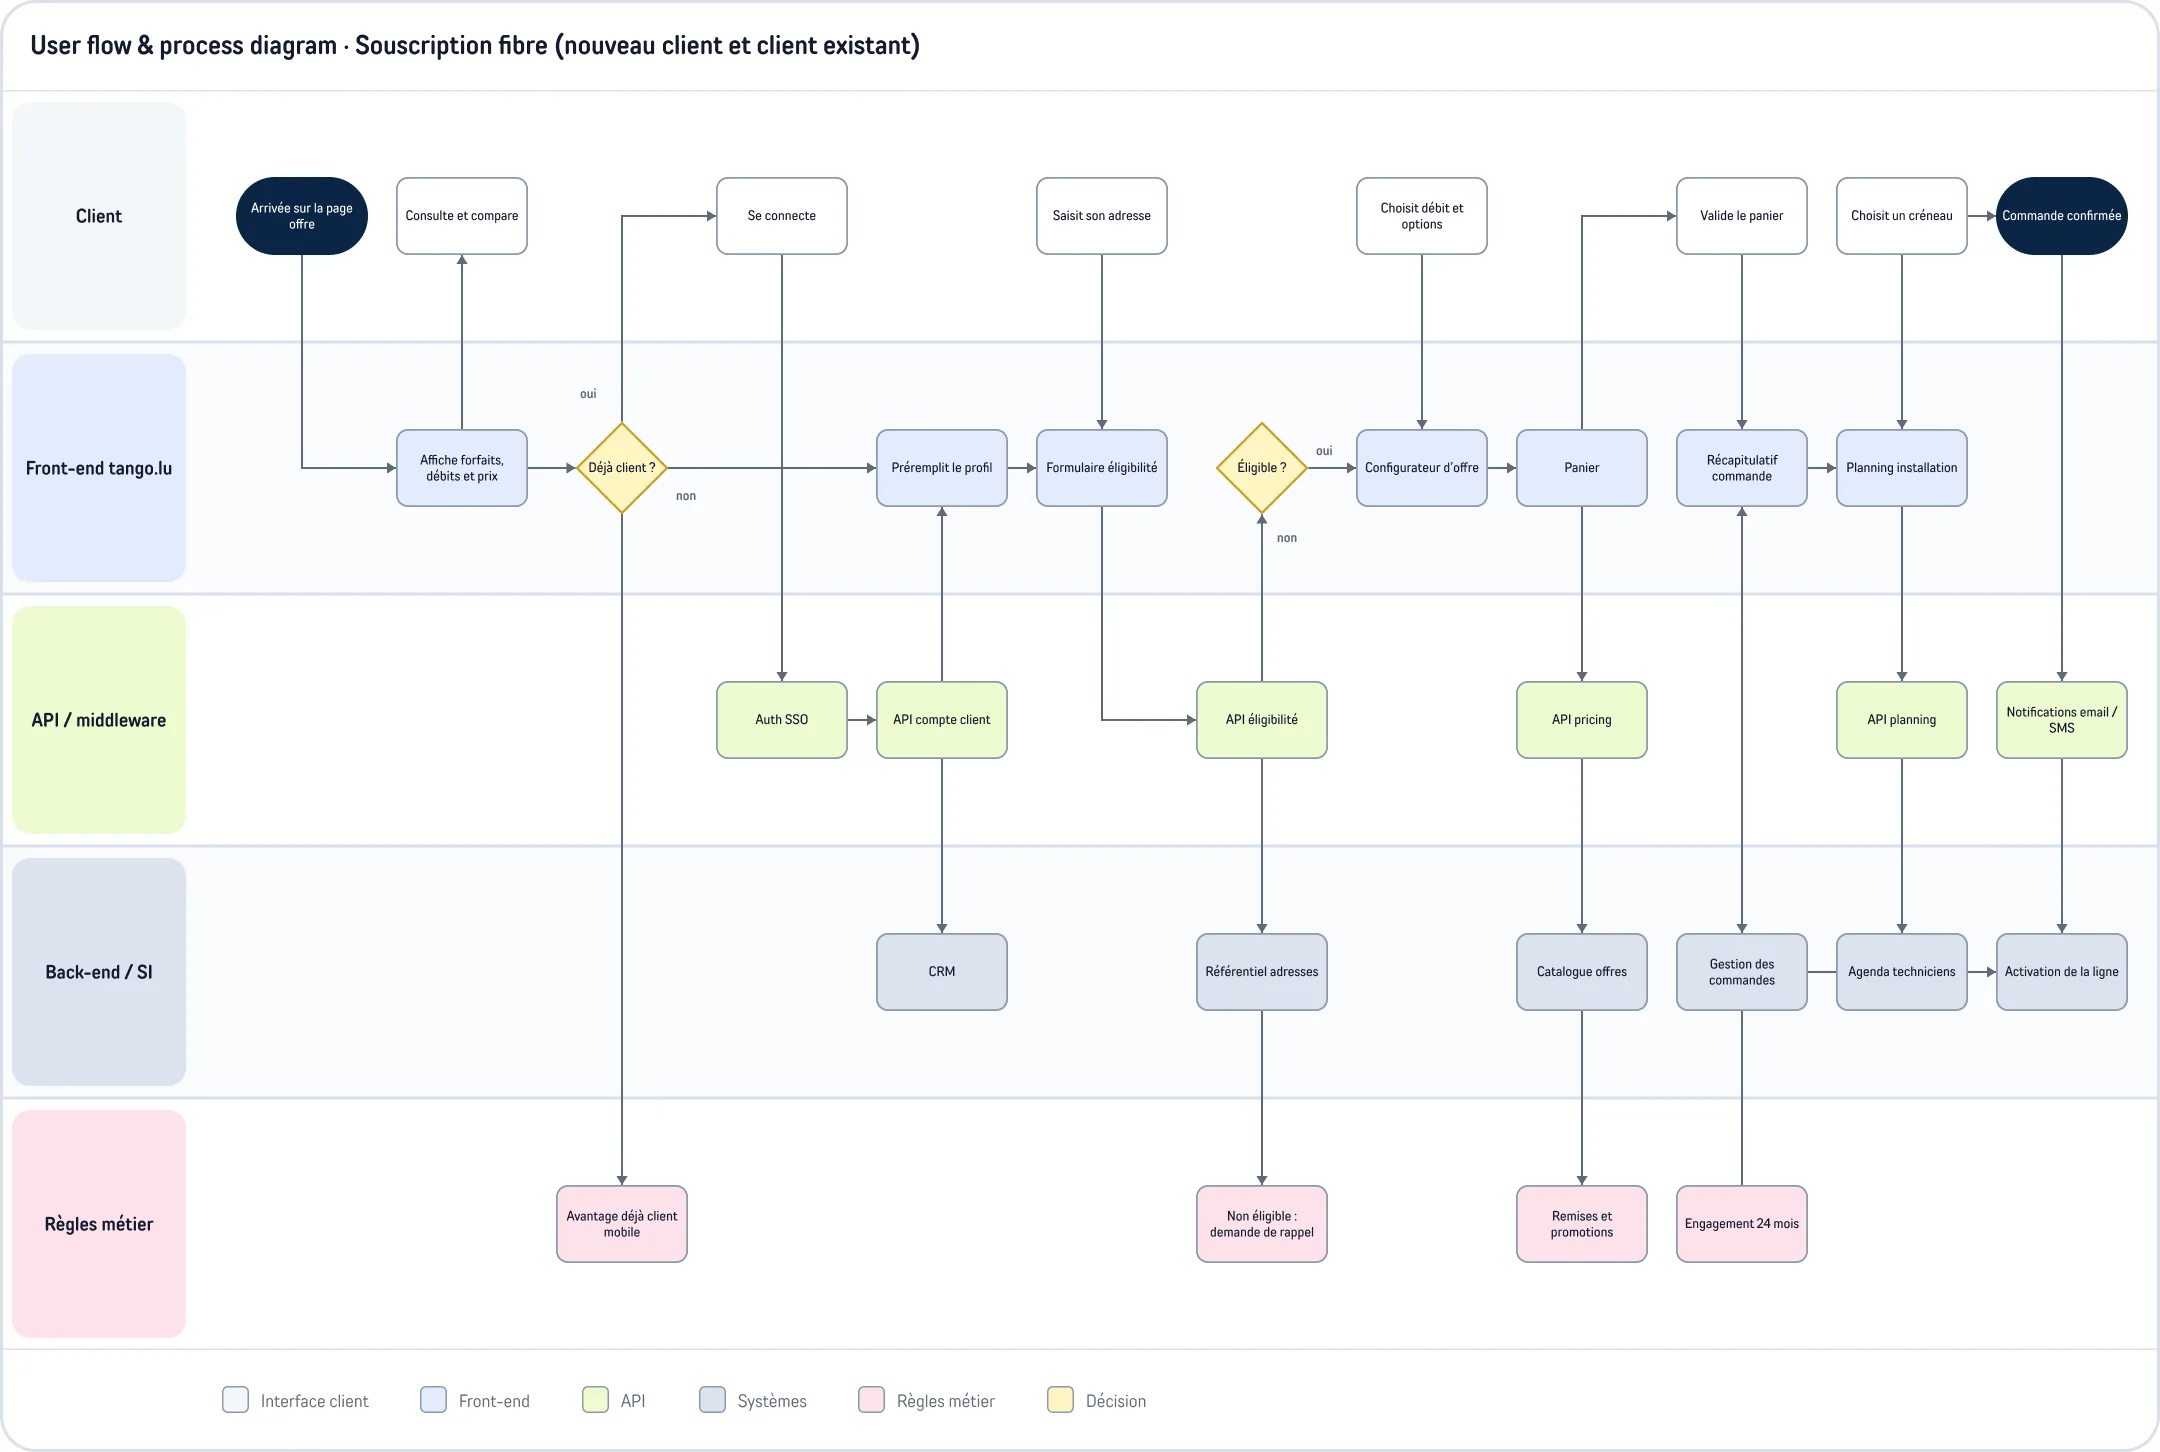 User flow & process diagram · Souscription fibre (nouveau client et client existant)
Client
Arrivée sur la page
offre
Consulte et compare
Se connecte
Saisit son adresse
Choisit débit et
options
Valide le panier
Choisit un créneau
Commande confirmée
Front-end tango.lu
oui
Affiche forfaits,
débits et prix
Déjà client ?
non
Préremplit le profil
Formulaire éligibilité
Éligible ?
oui
non
Configurateur d'offre
Panier
Récapitulatif
commande
Planning installation
API / middleware
Auth SSO
API compte client
API éligibilité
API pricing
API planning
Notifications email /
SMS
Back-end / SI
CRM
Référentiel adresses
Catalogue offres
Gestion des
commandes
Agenda techniciens
Activation de la ligne
Règles métier
Avantage déjà client
mobile
Non éligible :
demande de rappel
Remises et
promotions
Engagement 24 mois
Interface client
Front-end
API
Systèmes
Règles métier
Décision